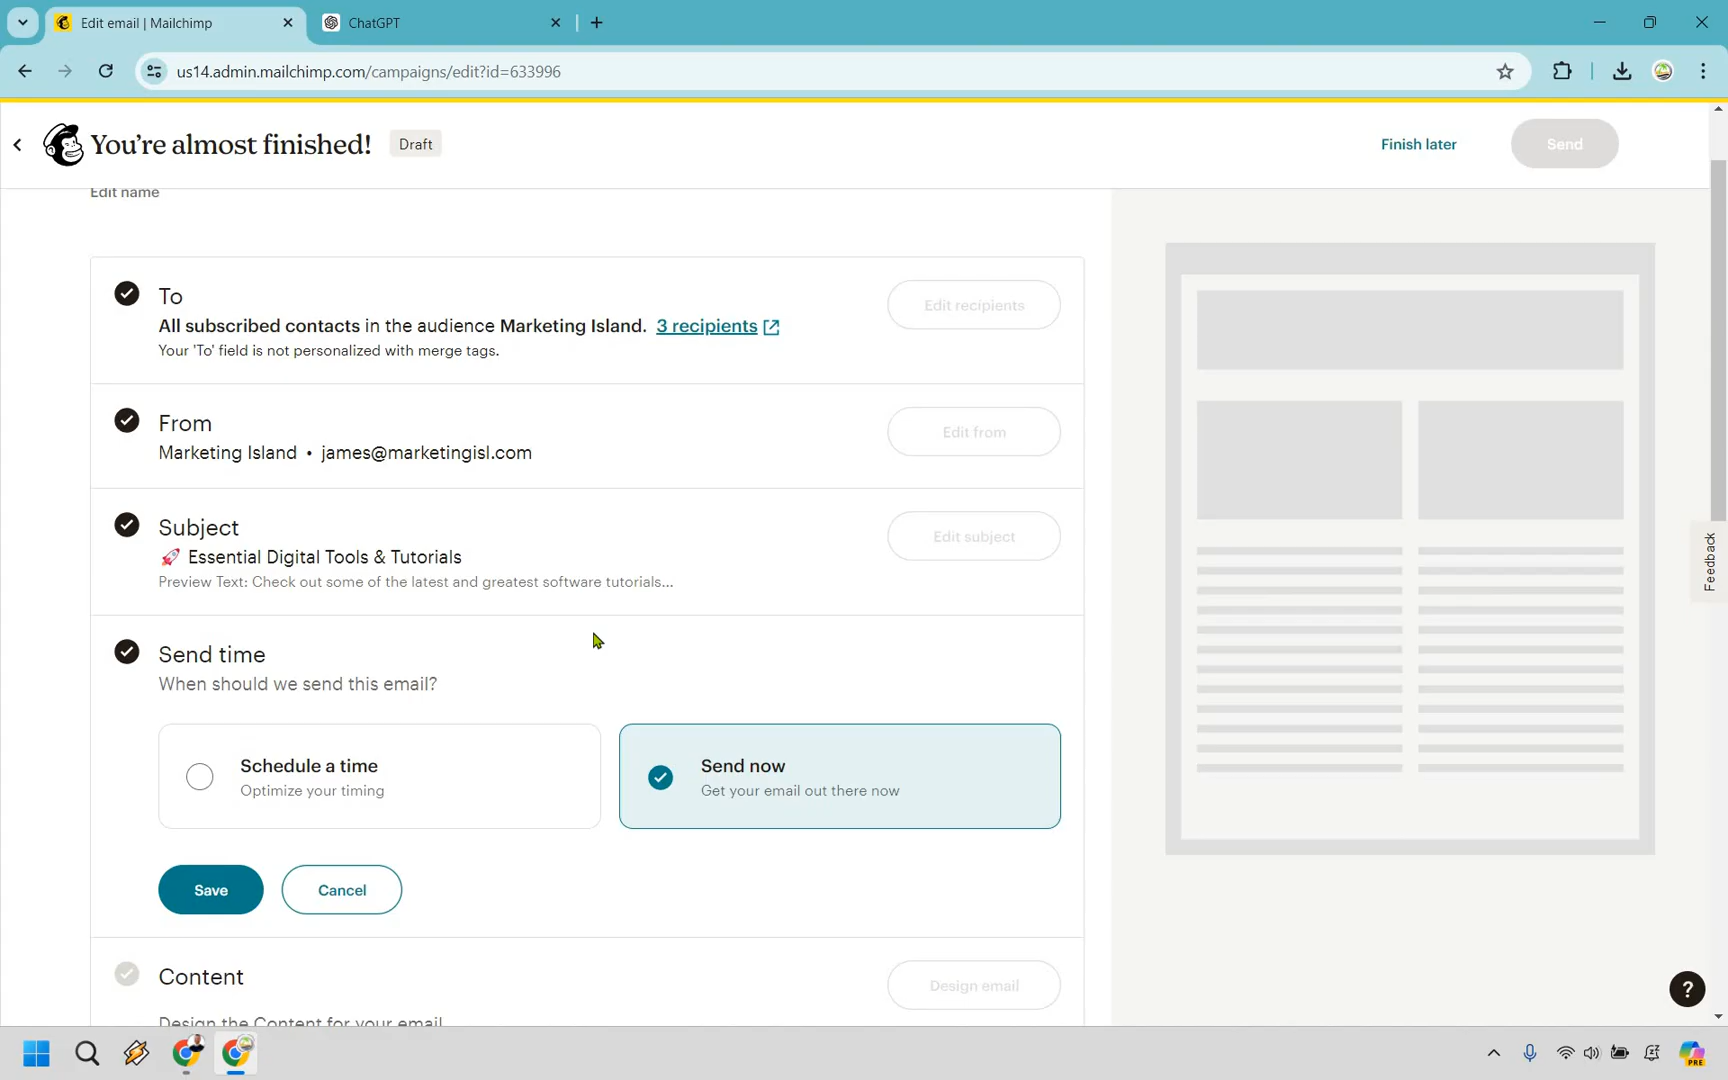 Edit email | Mailchimp
ChatGPT
us14.admin.mailchimp.com/campaigns/edit?id=633996
You're almost finished!
Draft
Finish later
Send
Edit name
To
All subscribed contacts in the audience Marketing Island. 3 recipients
Your 'To' field is not personalized with merge tags.
Edit recipients
From
Marketing Island • james@marketingisl.com
Edit from
Subject
🚀 Essential Digital Tools & Tutorials
Preview Text: Check out some of the latest and greatest software tutorials...
Edit subject
Send time
When should we send this email?
Schedule a time
Optimize your timing
Send now
Get your email out there now
Save
Cancel
Content
Design email
Design the Content for your email
Feedback
?
PRE